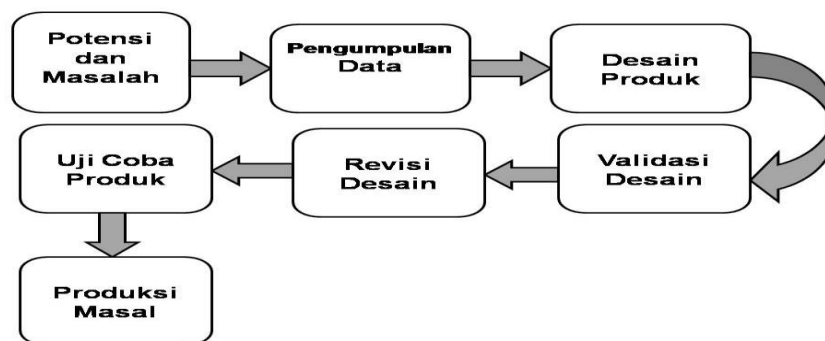 Potensi
dan
Masalah
Pengumpulan
Data
Desain
Produk
Validasi
Desain
Revisi
Desain
Uji Coba
Produk
Produksi
Masal